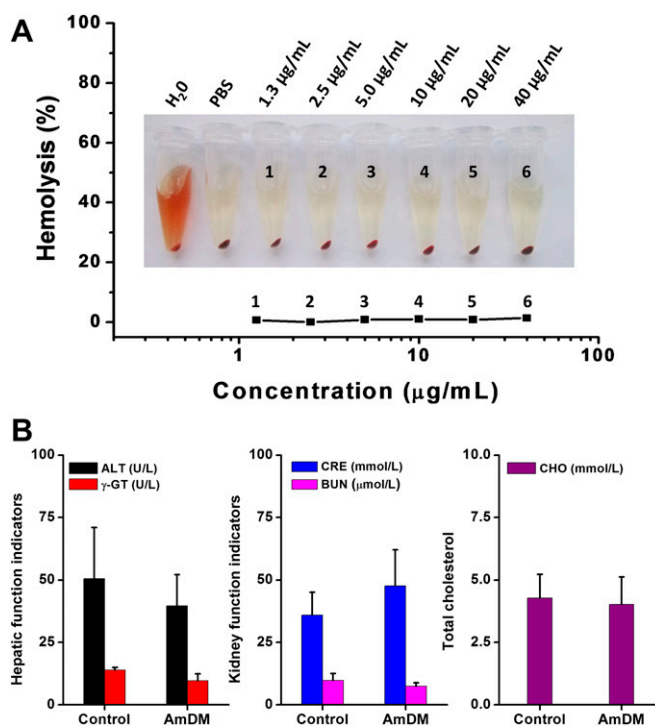 A
H2O PBS 1.3 µg/mL 2.5 µg/mL 5.0 µg/mL 10 µg/mL 20 µg/mL 40 µg/mL
Hemolysis (%)
100
80
60
40
20
0
1 2 3 4 5 6
1 2 3 4 5 6
1 10 100
Concentration (µg/mL)
B
Hepatic function indicators
100
75
50
25
0
ALT (U/L)
γ-GT (U/L)
Control AmDM
Kidney function indicators
100
75
50
25
0
CRE (mmol/L)
BUN (µmol/L)
Control AmDM
Total cholesterol
10.0
7.5
5.0
2.5
0.0
CHO (mmol/L)
Control AmDM